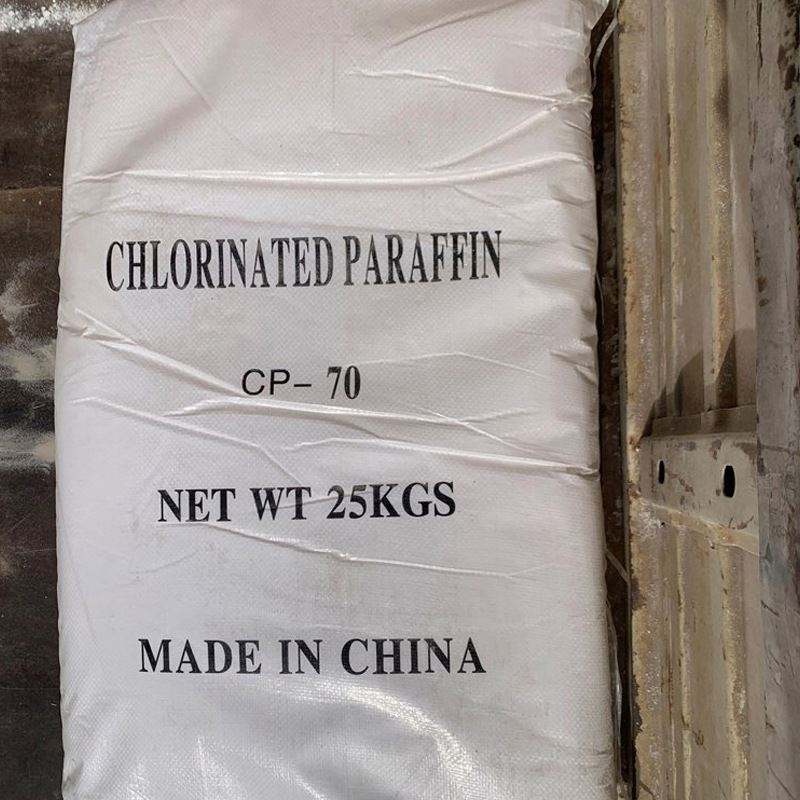 CHLORINATED PARAFFIN
CP- 70
NET WT 25KGS
MADE IN CHINA